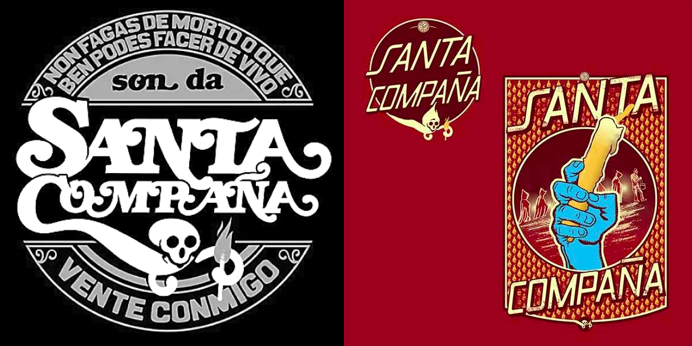 NON FAGAS DE MORTO O QUE
BEN PODES FACER DE VIVO
son da
SANTA
COMPAÑA
VENTE CONMIGO
SANTA
COMPAÑA
SANTA
COMPAÑA